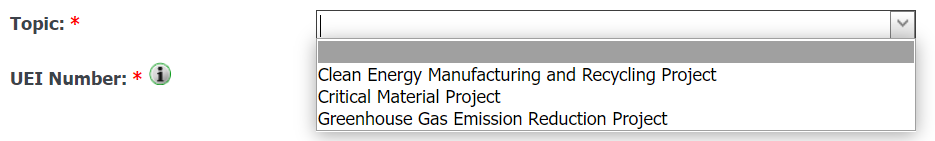 Topic: *
Clean Energy Manufacturing and Recycling Project
UEI Number: *
Critical Material Project
Greenhouse Gas Emission Reduction Project